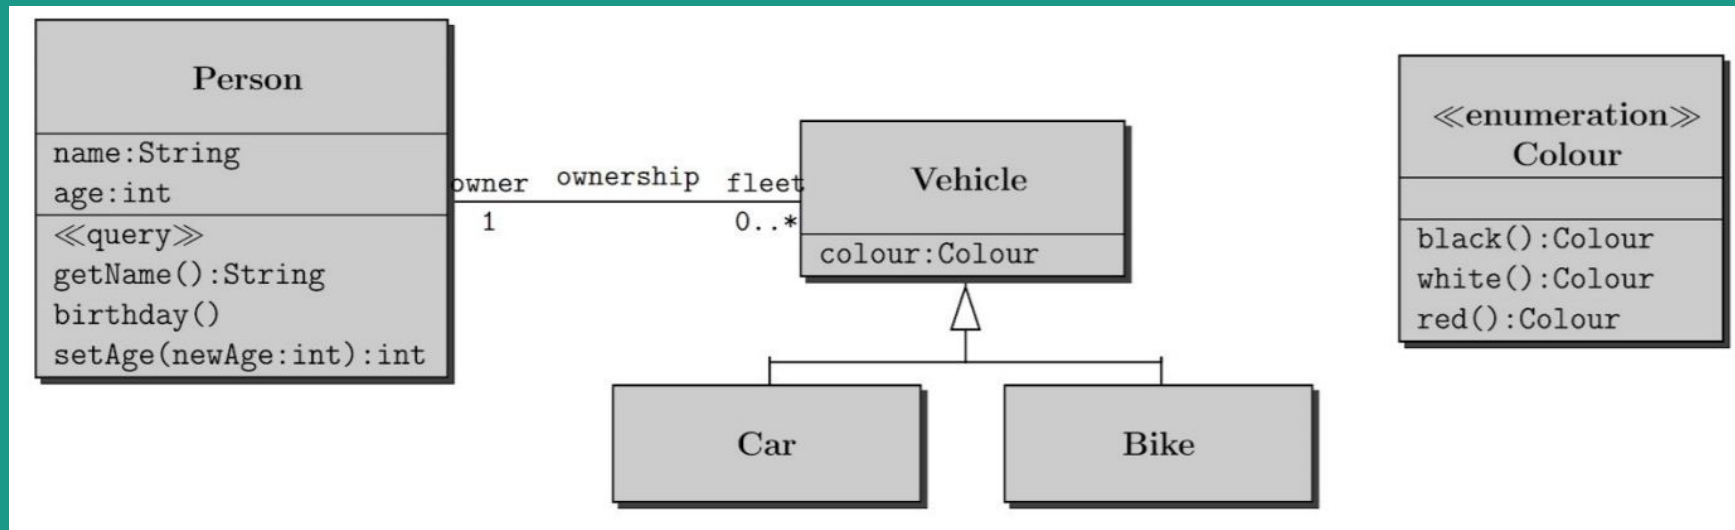 Person
name:String
age:int
≪query≫
getName():String
birthday()
setAge(newAge:int):int
owner ownership fleet
1 0..*
Vehicle
colour:Colour
Car
Bike
≪enumeration≫
Colour
black():Colour
white():Colour
red():Colour